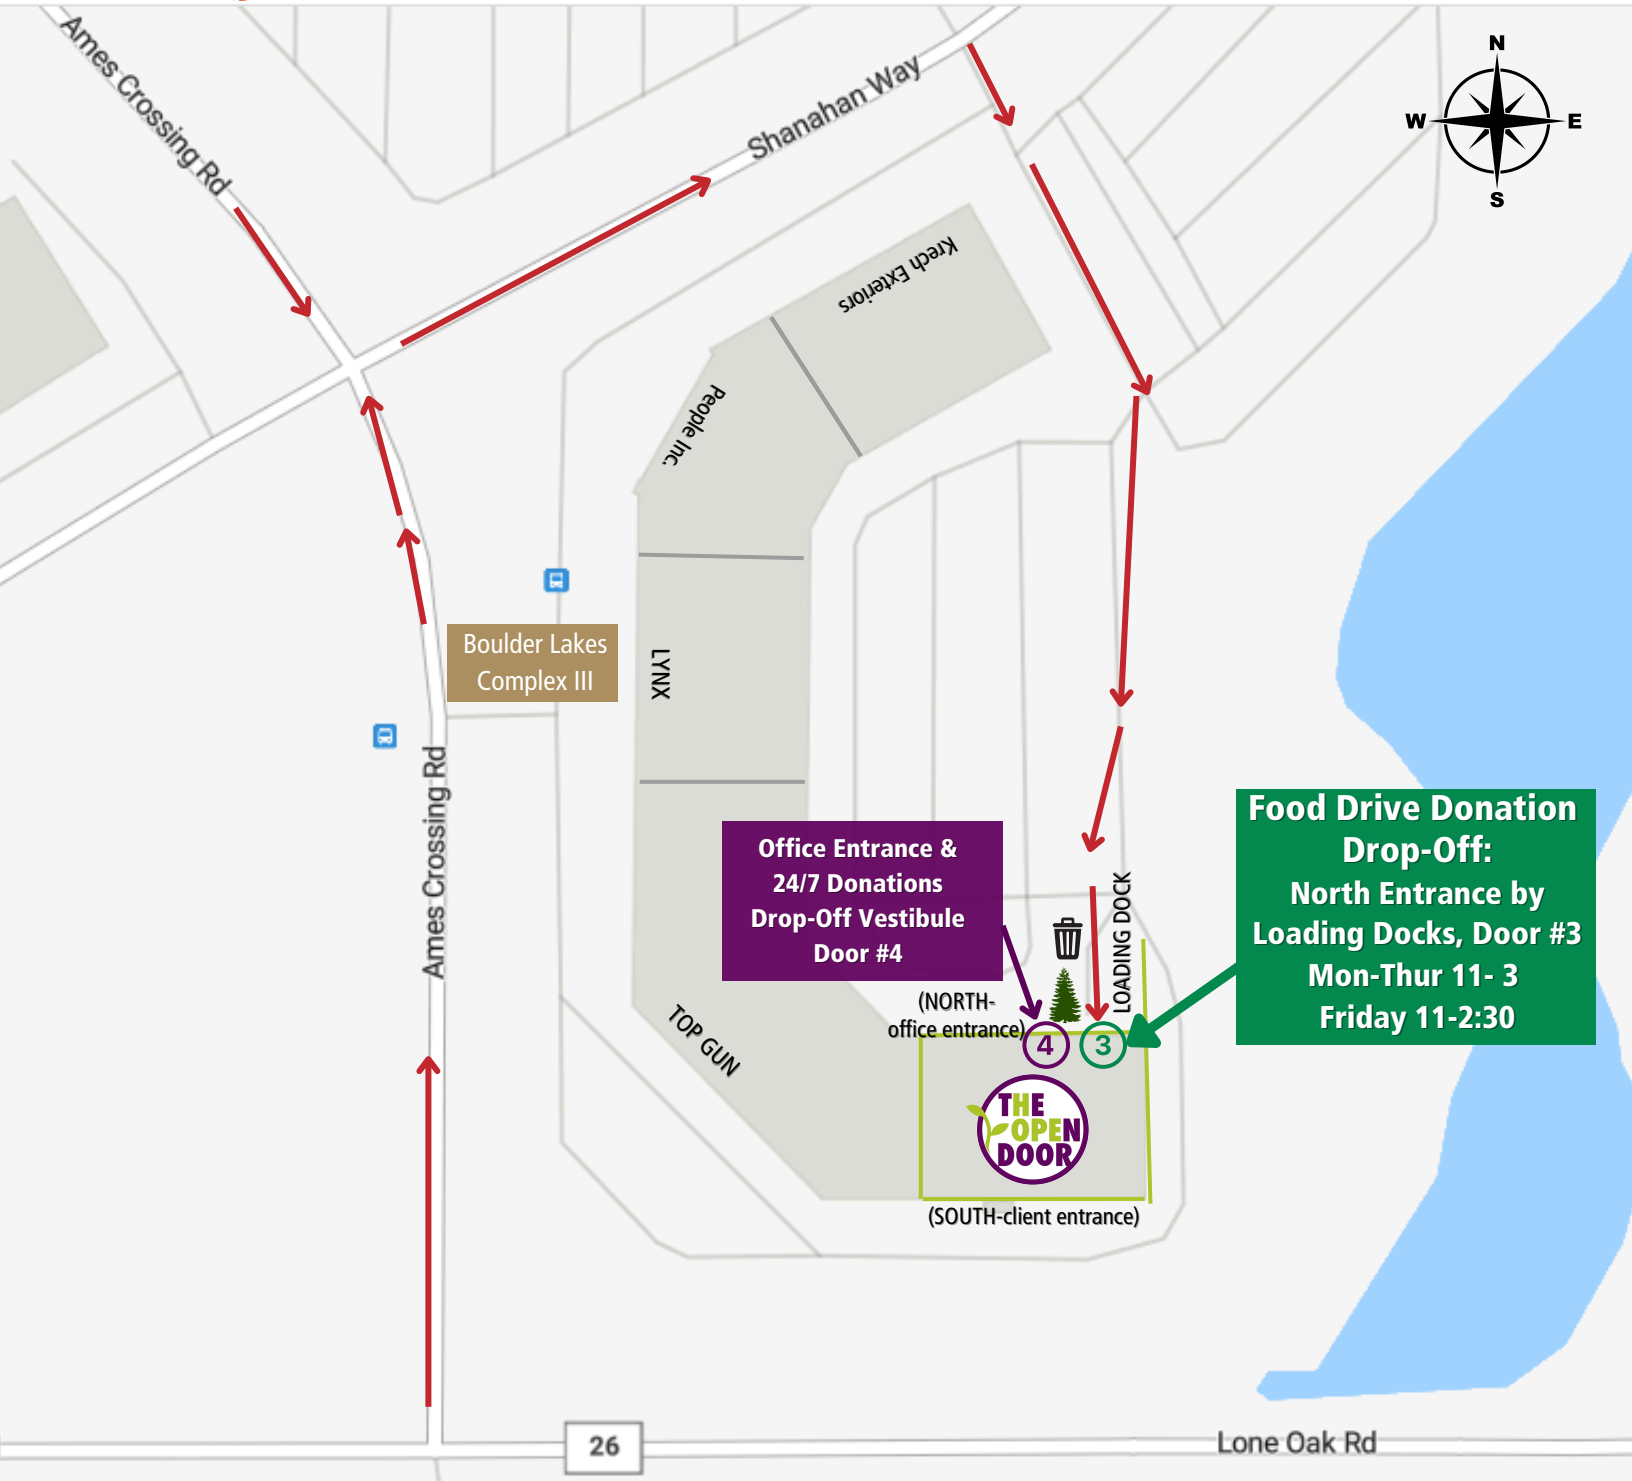 Ames Crossing Rd
Shanahan Way
N
W
E
S
Krech Exteriors
People Inc.
Boulder Lakes
Complex III
LYNX
Ames Crossing Rd
Office Entrance &
24/7 Donations
Drop-Off Vestibule
Door #4
Food Drive Donation
Drop-Off:
North Entrance by
Loading Docks, Door #3
Mon-Thur 11- 3
Friday 11-2:30
LOADING DOCK
(NORTH-
office entrance)
4
3
TOP GUN
THE
OPEN
DOOR
(SOUTH-client entrance)
26
Lone Oak Rd